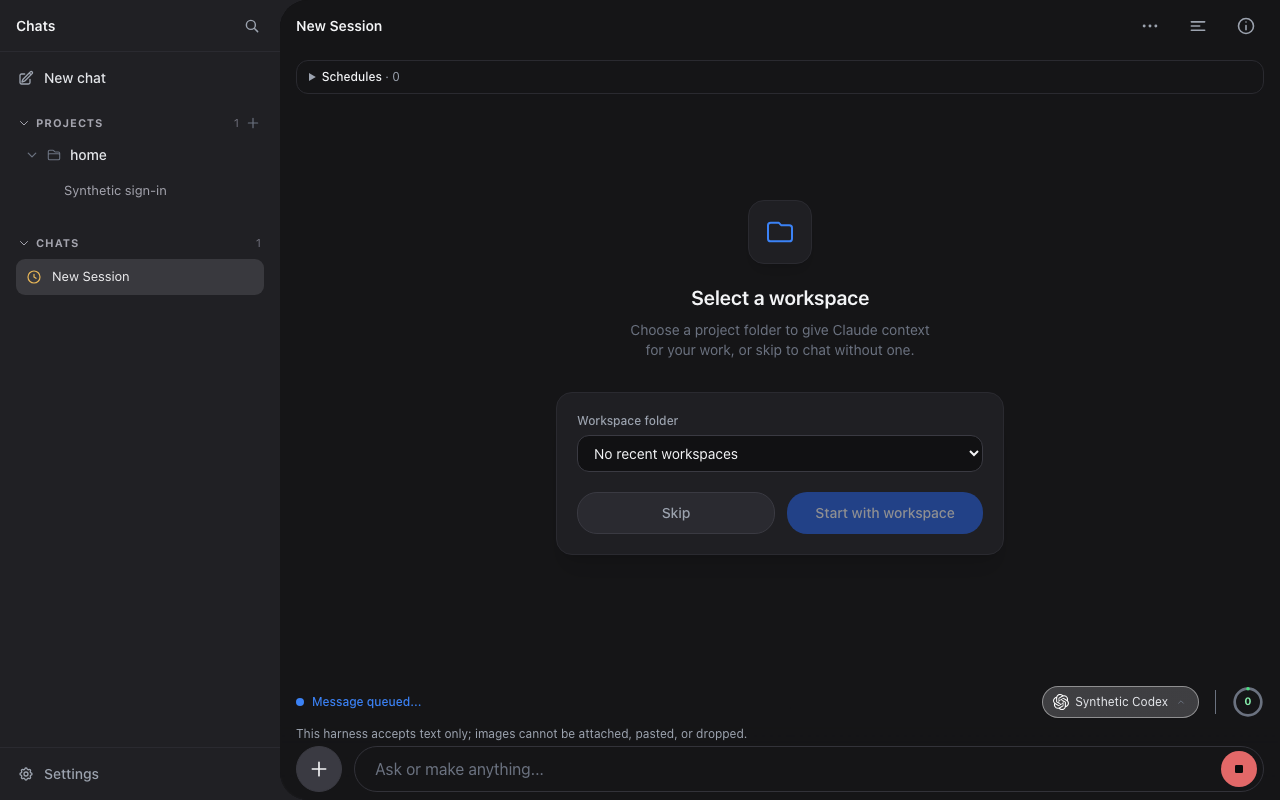 Chats
New chat
PROJECTS
1
home
Synthetic sign-in
CHATS
1
New Session
Settings
New Session
Schedules · 0
Select a workspace
Choose a project folder to give Claude context
for your work, or skip to chat without one.
Workspace folder
No recent workspaces
Skip
Start with workspace
Message queued...
Synthetic Codex
0
This harness accepts text only; images cannot be attached, pasted, or dropped.
Ask or make anything...